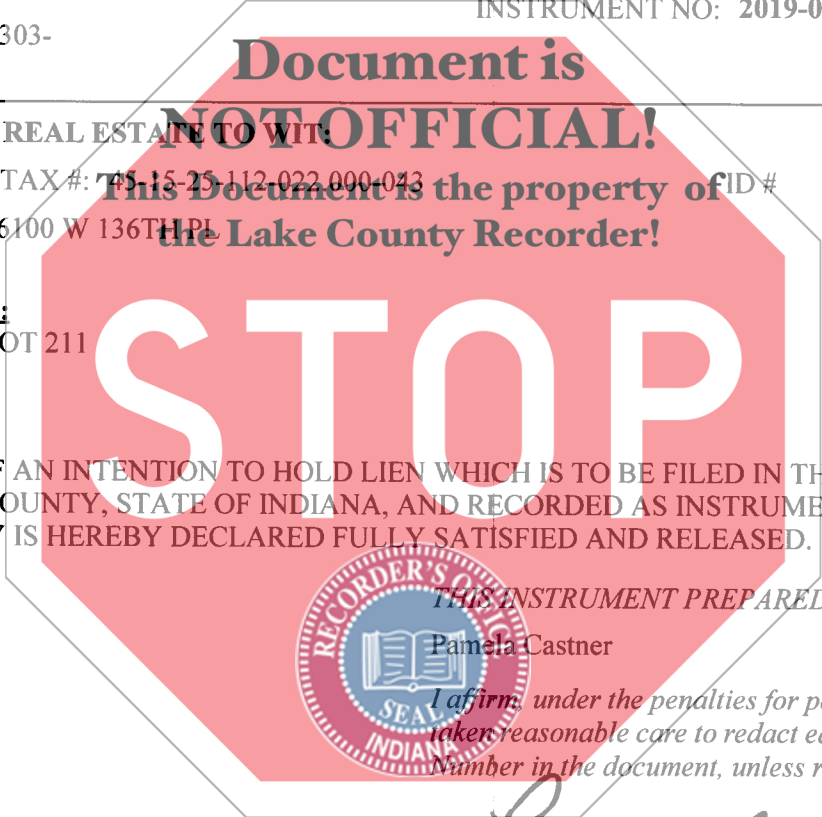 INSTRUMENT NO: 2019-0
303-
Document is
NOT OFFICIAL!
REAL ESTATE TO WIT:
TAX #: 45-15-25-112-022.000-043 ID #
This Document is the property of
6100 W 136TH PL
the Lake County Recorder!
:
OT 211
STOP
F AN INTENTION TO HOLD LIEN WHICH IS TO BE FILED IN TH
OUNTY, STATE OF INDIANA, AND RECORDED AS INSTRUME
Y IS HEREBY DECLARED FULLY SATISFIED AND RELEASED.
RECORDER'S OFFICE
SEAL
INDIANA
THIS INSTRUMENT PREPARED
Pamela Castner
I affirm, under the penalties for pe
taken reasonable care to redact ea
Number in the document, unless r